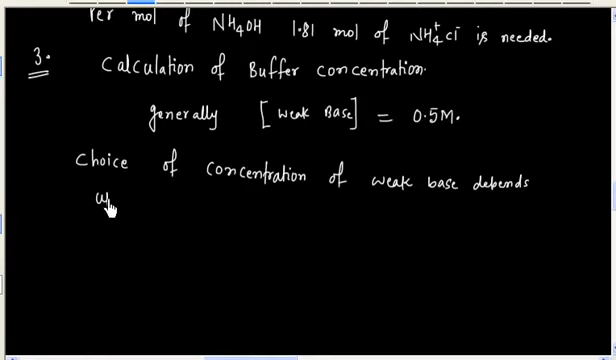 Per mol of NH₄OH 1.81 mol of NH₄⁺Cl⁻ is needed.
3. Calculation of Buffer concentration.
generally [Weak Base] = 0.5M.
Choice of concentration of weak base depends